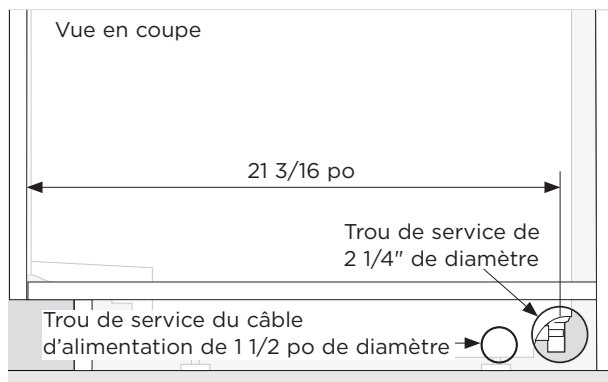 Vue en coupe
21 3/16 po
Trou de service de
2 1/4" de diamètre
Trou de service du câble
d'alimentation de 1 1/2 po de diamètre